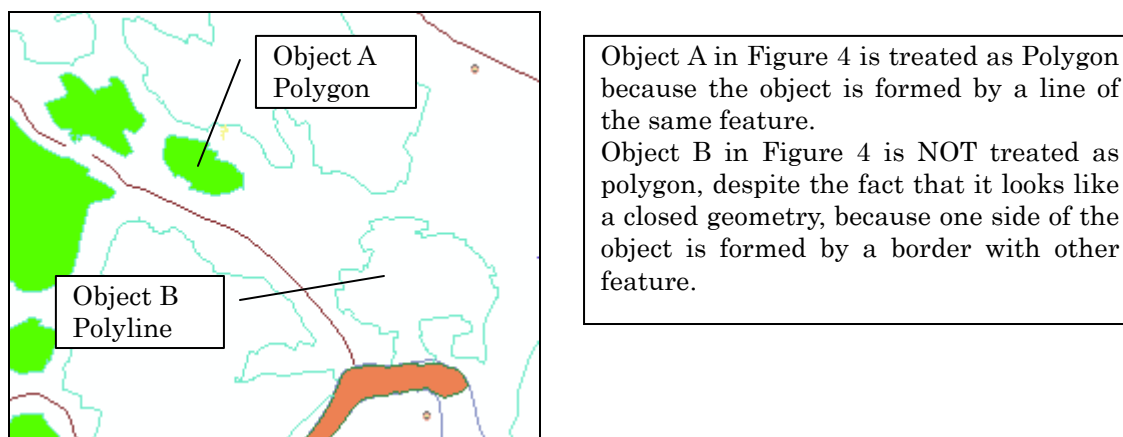 Object A
Polygon
Object B
Polyline
Object A in Figure 4 is treated as Polygon
because the object is formed by a line of
the same feature.
Object B in Figure 4 is NOT treated as
polygon, despite the fact that it looks like
a closed geometry, because one side of the
object is formed by a border with other
feature.